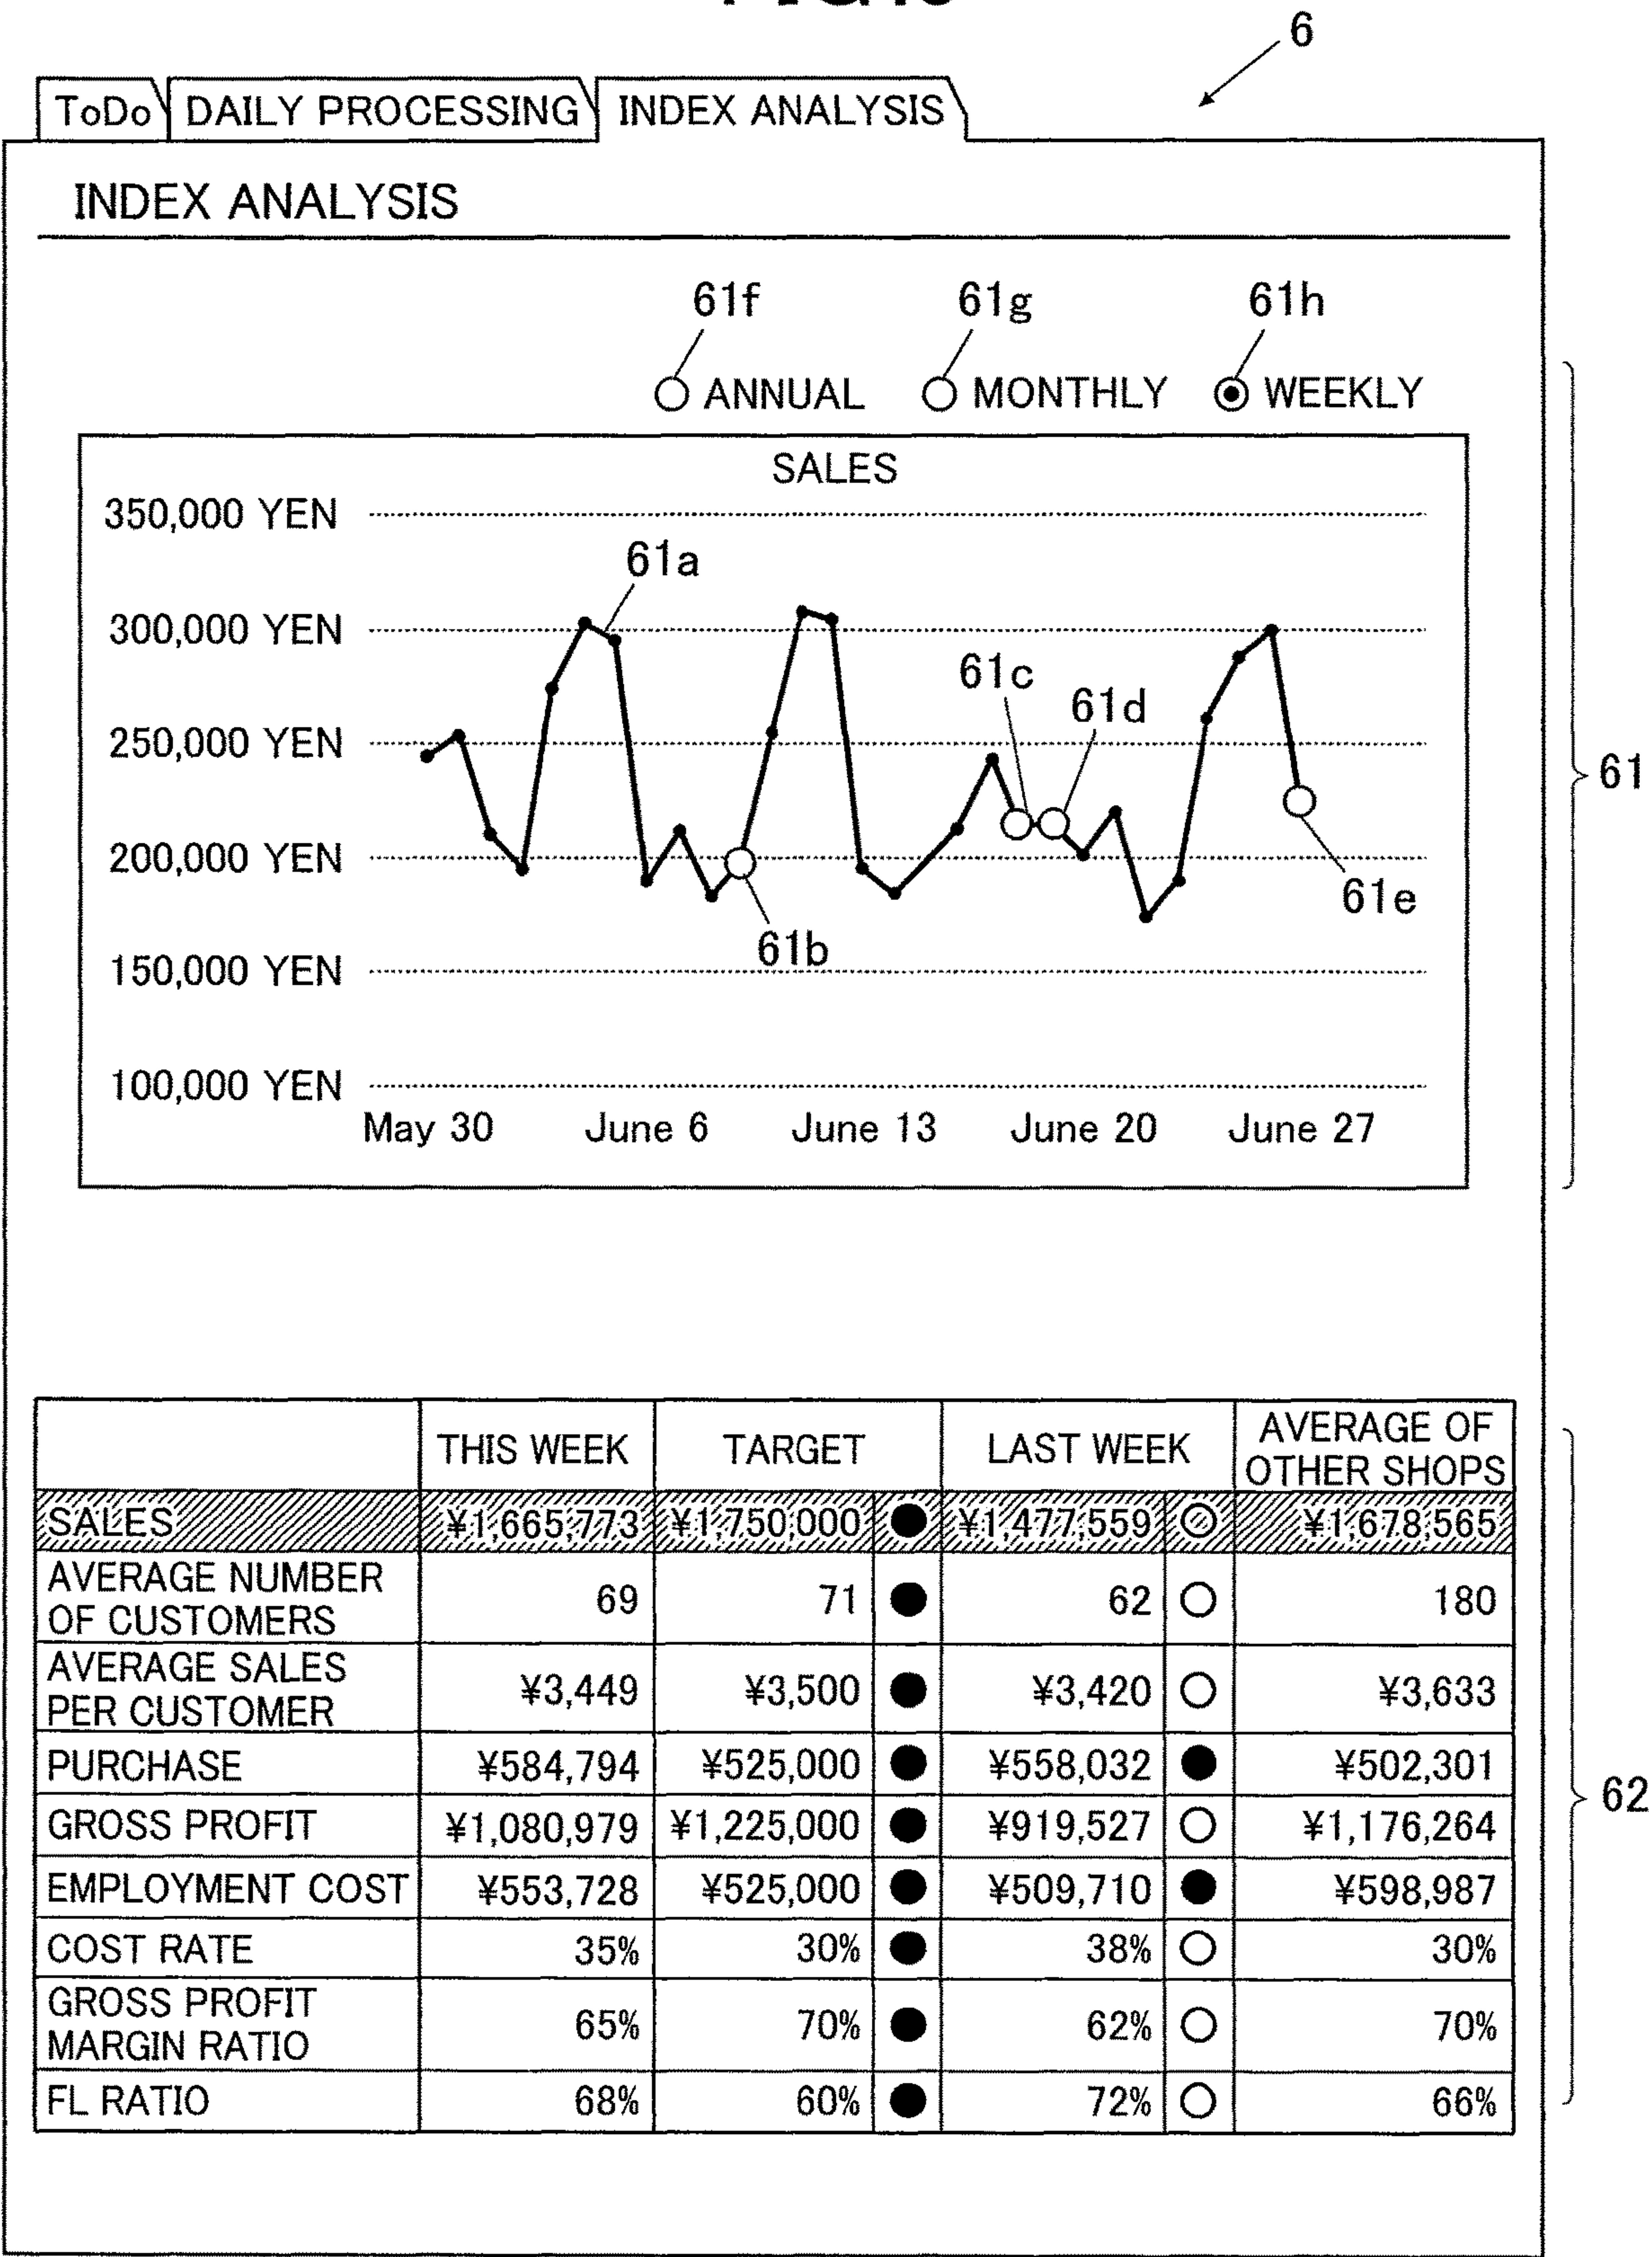 6
ToDo DAILY PROCESSING INDEX ANALYSIS
INDEX ANALYSIS
61f 61g 61h
ANNUAL MONTHLY WEEKLY
SALES
350,000 YEN
61a
300,000 YEN
61c
61d
250,000 YEN
61
200,000 YEN
61e
61b
150,000 YEN
100,000 YEN
May 30 June 6 June 13 June 20 June 27
THIS WEEK TARGET LAST WEEK AVERAGE OF
OTHER SHOPS
SALES ¥1,665,773 ¥1,750,000 ● ¥1,477,559 ○ ¥1,678,565
AVERAGE NUMBER
OF CUSTOMERS 69 71 ● 62 ○ 180
AVERAGE SALES
PER CUSTOMER ¥3,449 ¥3,500 ● ¥3,420 ○ ¥3,633
PURCHASE ¥584,794 ¥525,000 ● ¥558,032 ● ¥502,301
62
GROSS PROFIT ¥1,080,979 ¥1,225,000 ● ¥919,527 ○ ¥1,176,264
EMPLOYMENT COST ¥553,728 ¥525,000 ● ¥509,710 ● ¥598,987
COST RATE 35% 30% ● 38% ○ 30%
GROSS PROFIT
MARGIN RATIO 65% 70% ● 62% ○ 70%
FL RATIO 68% 60% ● 72% ○ 66%